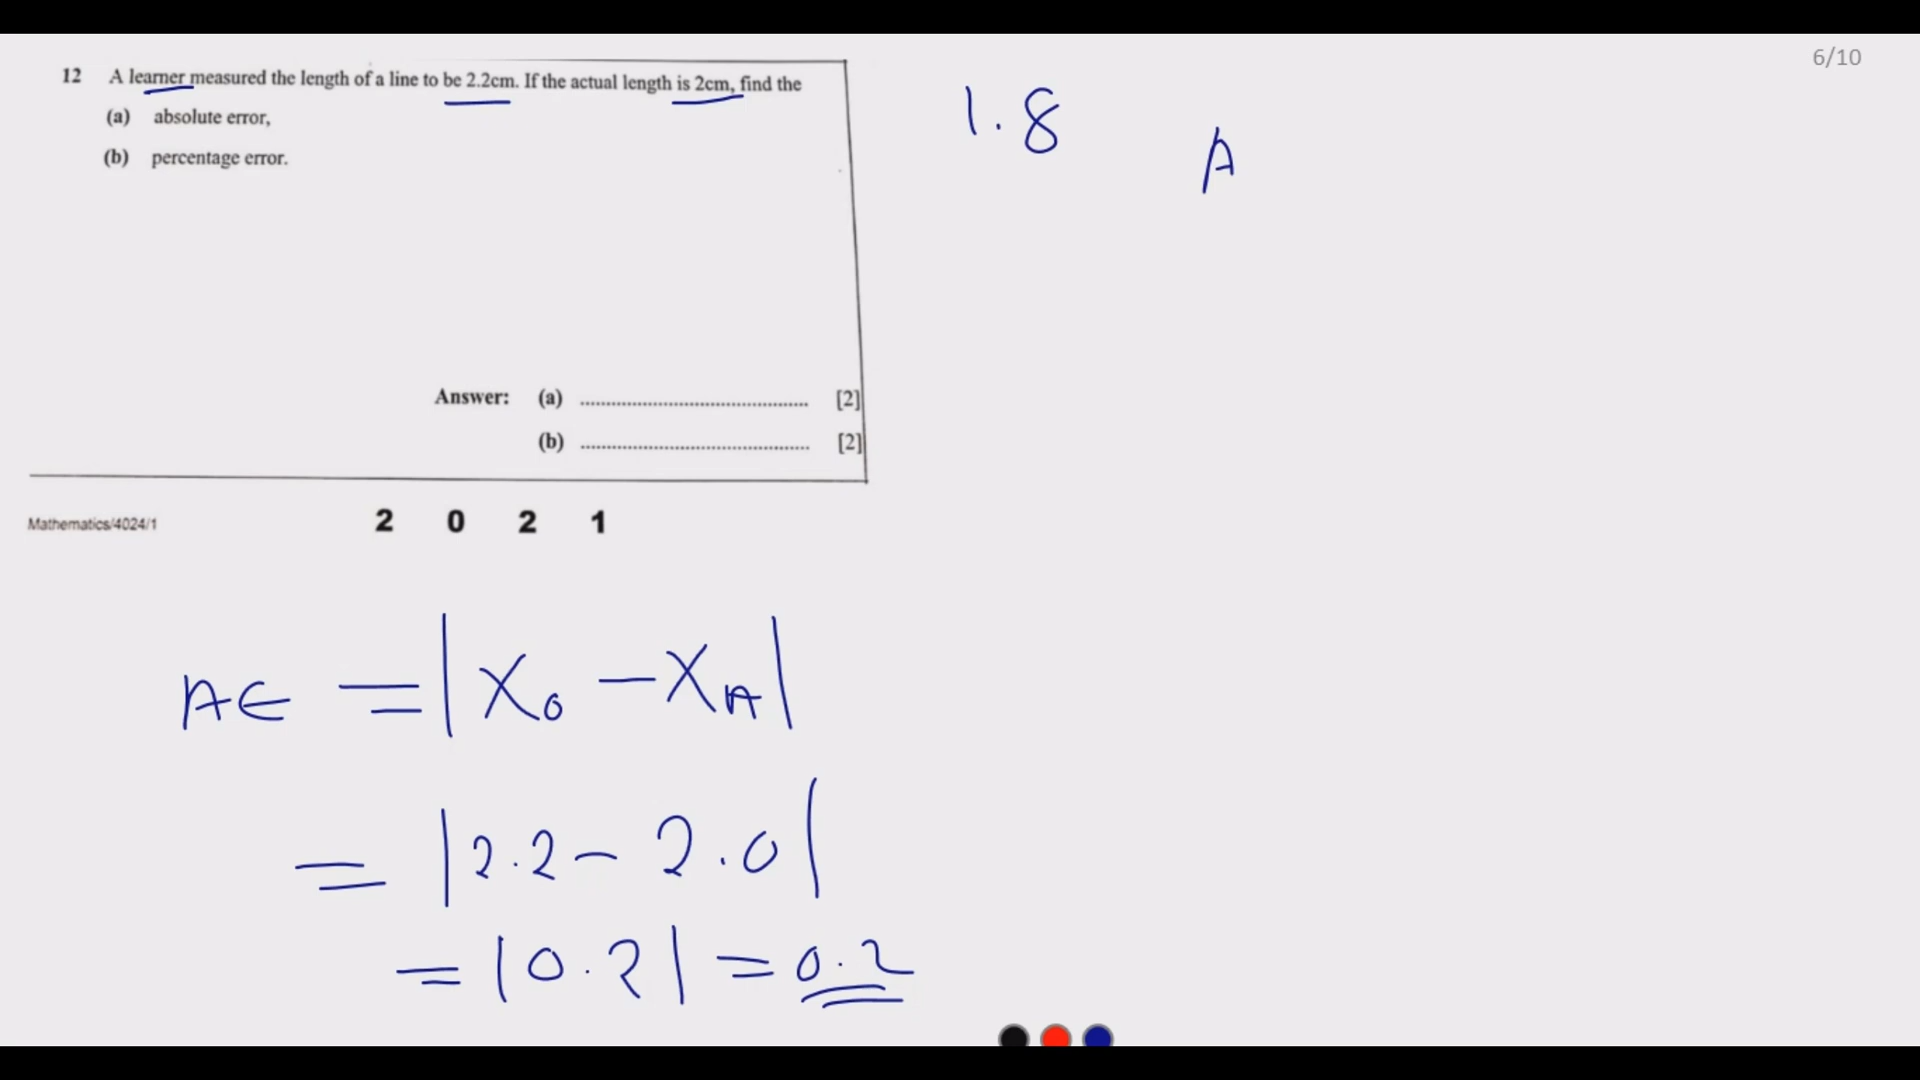 6/10
12 A learner measured the length of a line to be 2.2cm. If the actual length is 2cm, find the
(a) absolute error,
(b) percentage error.
Answer: (a) ........................................ [2]
(b) ........................................ [2]
Mathematics/4024/1
2 0 2 1
1.8
A
AE = |X₀ - X_A|
= |2.2 - 2.0|
= |0.2| = 0.2